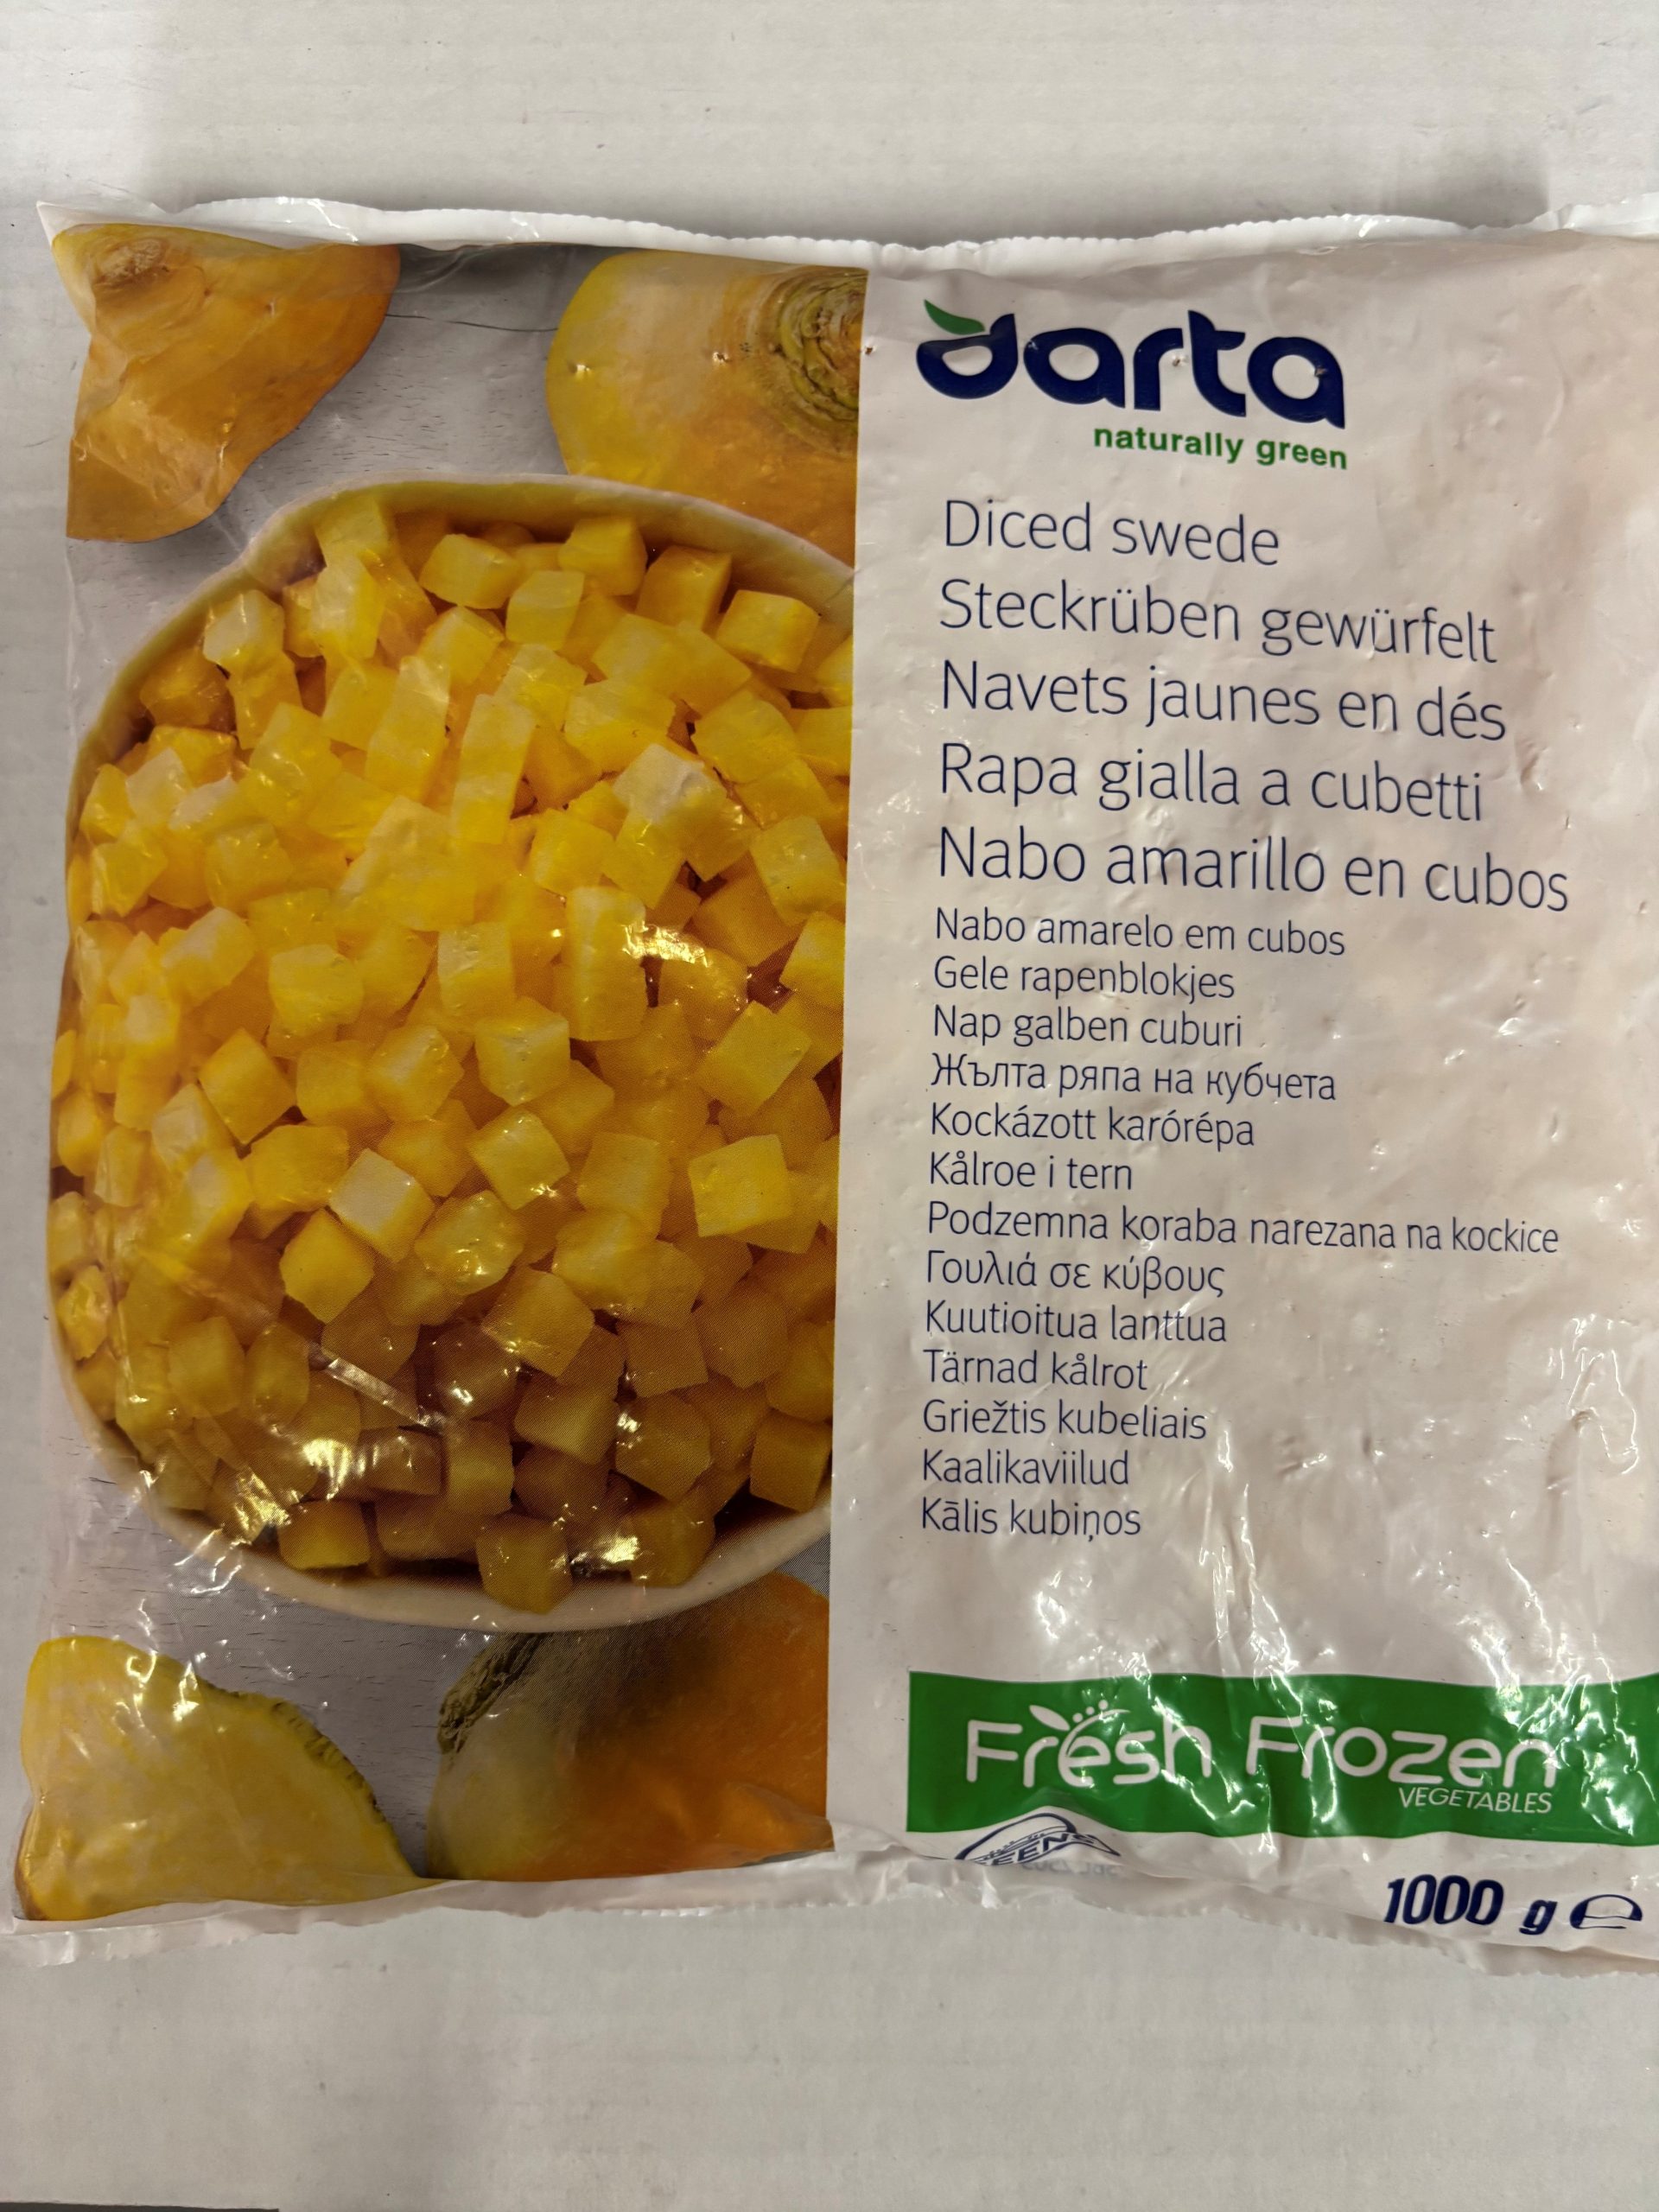 darta
naturally green
Diced swede
Steckrüben gewürfelt
Navets jaunes en dés
Rapa gialla a cubetti
Nabo amarillo en cubos
Nabo amarelo em cubos
Gele rapenblokjes
Nap galben cuburi
Жълта ряпа на кубчета
Kockázott karórépa
Kålroe i tern
Podzemna koraba narezana na kockice
Γουλιά σε κύβους
Kuutioitua lanttua
Tärnad kålrot
Griežtis kubeliais
Kaalikaviilud
Kālis kubiņos
Fresh Frozen
VEGETABLES
1000 g e